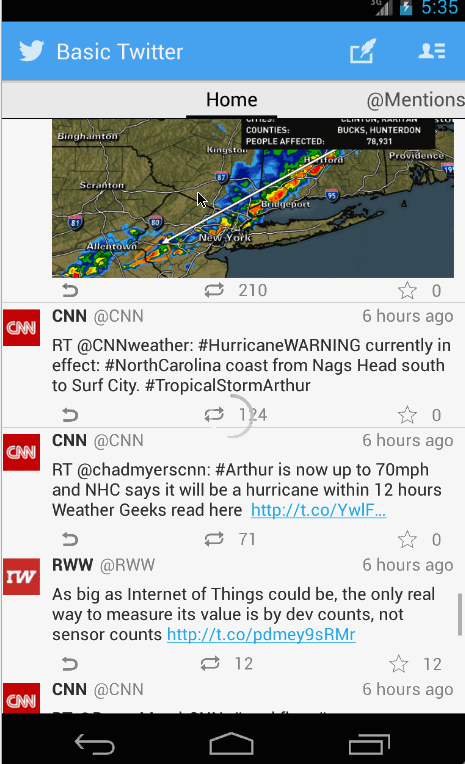 3G 5:35
Basic Twitter
Home @Mentions
CITIES: CLINTON, RARITAN
COUNTIES: BUCKS, HUNTERDON
PEOPLE AFFECTED: 78,931
Binghamton
Kingston
Hartford
Providence
87
195
Scranton
95
81
80
Bridgeport
Allentown
New York
210 0
CNN CNN @CNN 6 hours ago
RT @CNNweather: #HurricaneWARNING currently in
effect: #NorthCarolina coast from Nags Head south
to Surf City. #TropicalStormArthur
124 0
CNN CNN @CNN 6 hours ago
RT @chadmyerscnn: #Arthur is now up to 70mph
and NHC says it will be a hurricane within 12 hours
Weather Geeks read here http://t.co/YwlF...
71 0
rw RWW @RWW 6 hours ago
As big as Internet of Things could be, the only real
way to measure its value is by dev counts, not
sensor counts http://t.co/pdmey9sRMr
12 12
CNN CNN @CNN 6 hours ago